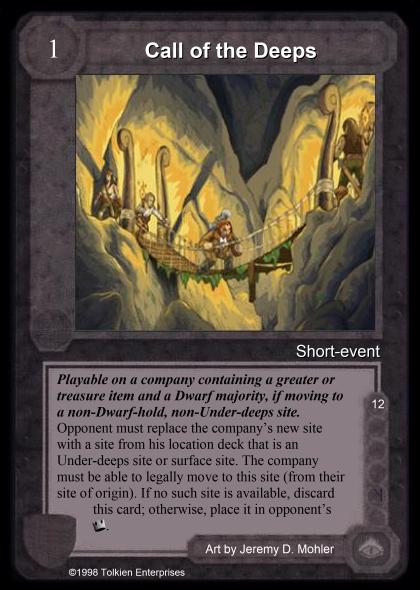 1
Call of the Deeps
Short-event
Playable on a company containing a greater or
treasure item and a Dwarf majority, if moving to
a non-Dwarf-hold, non-Under-deeps site.
Opponent must replace the company's new site
with a site from his location deck that is an
Under-deeps site or surface site. The company
must be able to legally move to this site (from their
site of origin). If no such site is available, discard
this card; otherwise, place it in opponent's
.
12
Art by Jeremy D. Mohler
©1998 Tolkien Enterprises